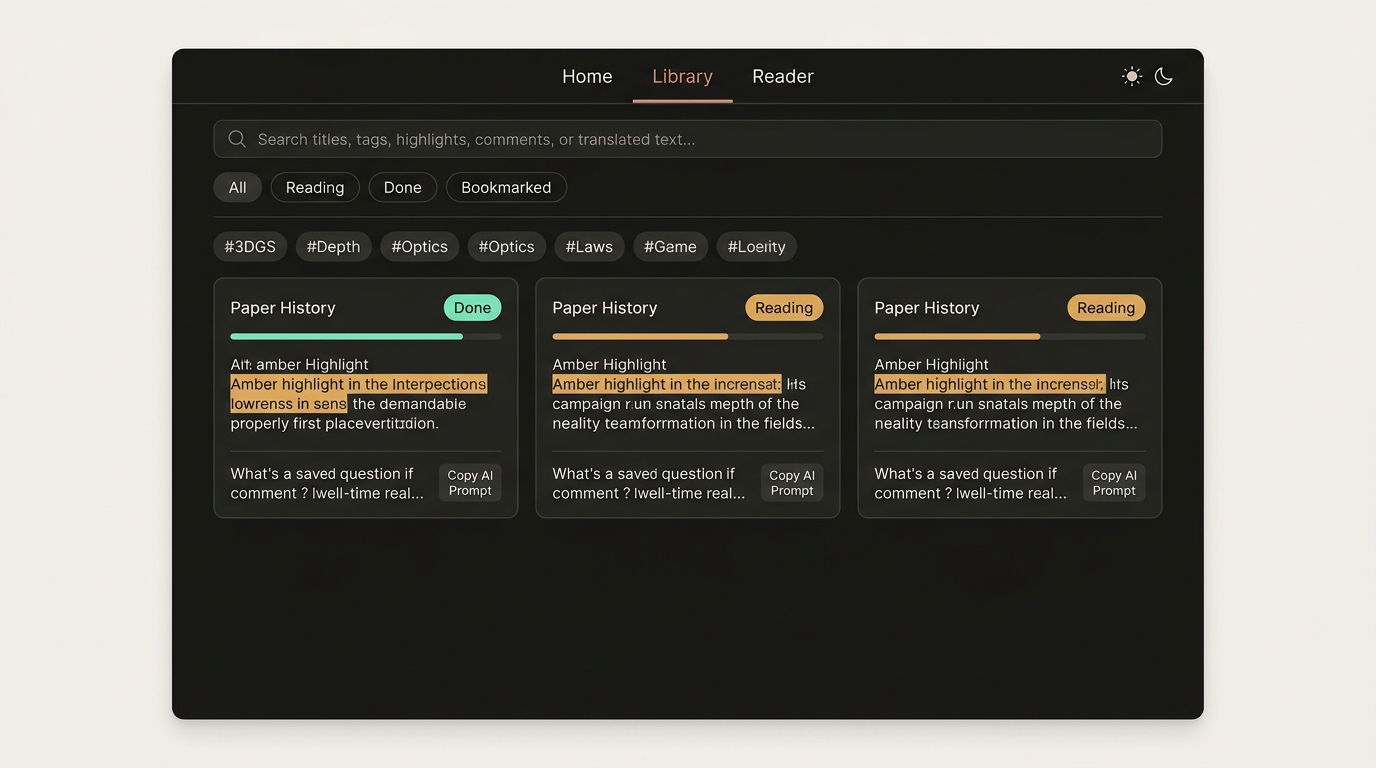 Home Library Reader
Search titles, tags, highlights, comments, or translated text...
All Reading Done Bookmarked
#3DGS #Depth #Optics #Optics #Laws #Game
Paper History Done
amber Highlight
Amber highlight in the Interpections
lowrenss in sens the demandable
properly first
What's a saved question if
comment ? lwell-time real...
Copy AI
Prompt
Paper History Reading
Amber Highlight
Amber highlight in the
campaign snatals mepth of the
neality in the fields...
What's a saved question if
comment ? lwell-time real...
Copy AI
Prompt
Paper History Reading
Amber Highlight
Amber highlight in the
campaign snatals mepth of the
neality in the fields...
What's a saved question if
comment ? lwell-time real...
Copy AI
Prompt